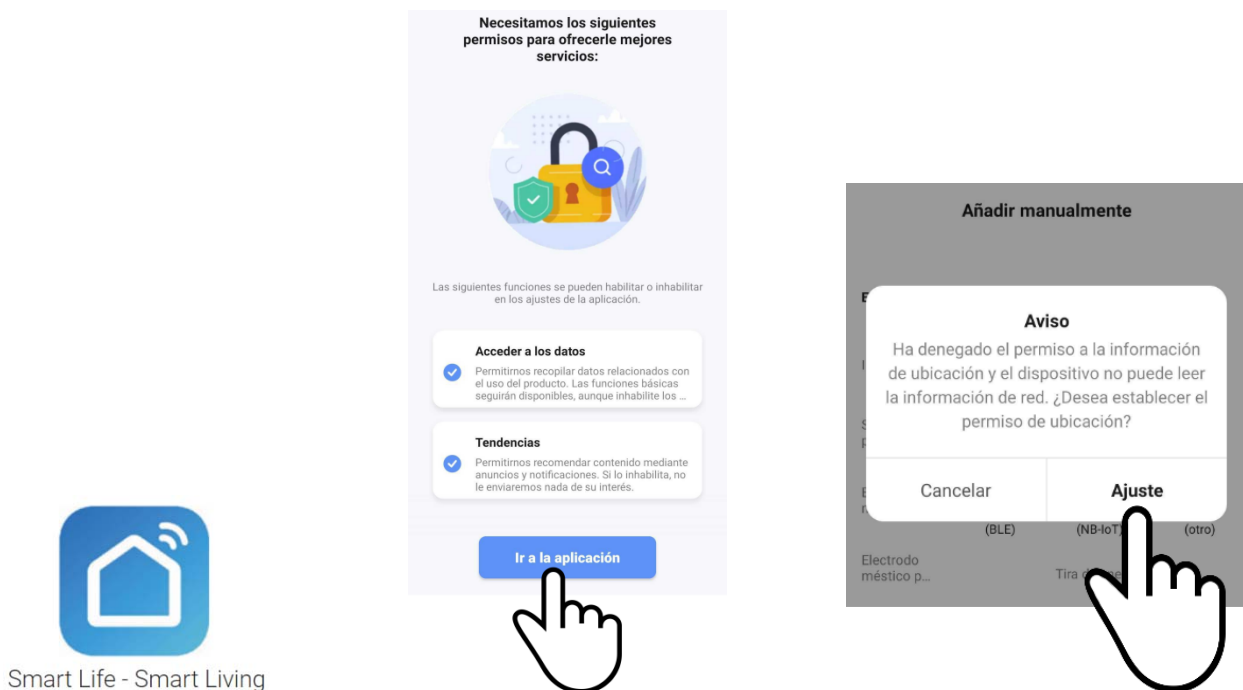 Necesitamos los siguientes
permisos para ofrecerle mejores
servicios:
Las siguientes funciones se pueden habilitar o inhabilitar
en los ajustes de la aplicación.
Acceder a los datos
Permitirnos recopilar datos relacionados con
el uso del producto. Las funciones básicas
seguirán disponibles, aunque inhabilite los ...
Tendencias
Permitirnos recomendar contenido mediante
anuncios y notificaciones. Si lo inhabilita, no
le enviaremos nada de su interés.
Ir a la aplicación
Smart Life - Smart Living
Añadir manualmente
Aviso
Ha denegado el permiso a la información
de ubicación y el dispositivo no puede leer
la información de red. ¿Desea establecer el
permiso de ubicación?
Cancelar Ajuste
(BLE) (NB-IoT) (otro)
Electrodo
méstico p... Tira